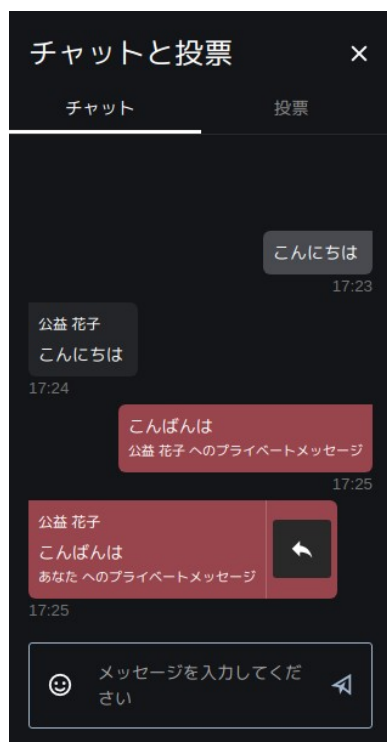 チャットと投票
チャット
投票
こんにちは
17:23
公益 花子
こんにちは
17:24
こんばんは
公益 花子 へのプライベートメッセージ
17:25
公益 花子
こんばんは
あなた へのプライベートメッセージ
17:25
メッセージを入力してくだ
さい